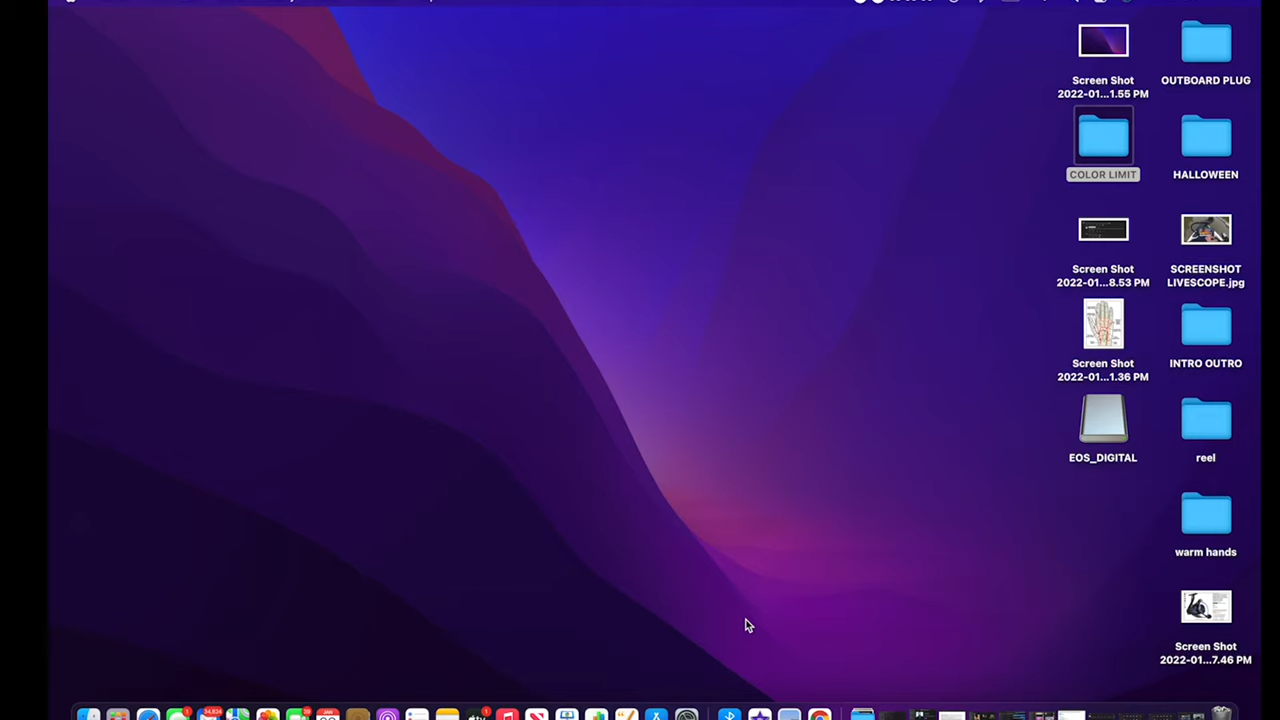 Screen Shot
2022-01...1.55 PM
OUTBOARD PLUG
COLOR LIMIT
HALLOWEEN
Screen Shot
2022-01...8.53 PM
SCREENSHOT
LIVESCOPE.jpg
Screen Shot
2022-01...1.36 PM
INTRO OUTRO
EOS_DIGITAL
reel
warm hands
Screen Shot
2022-01...7.46 PM
JAN